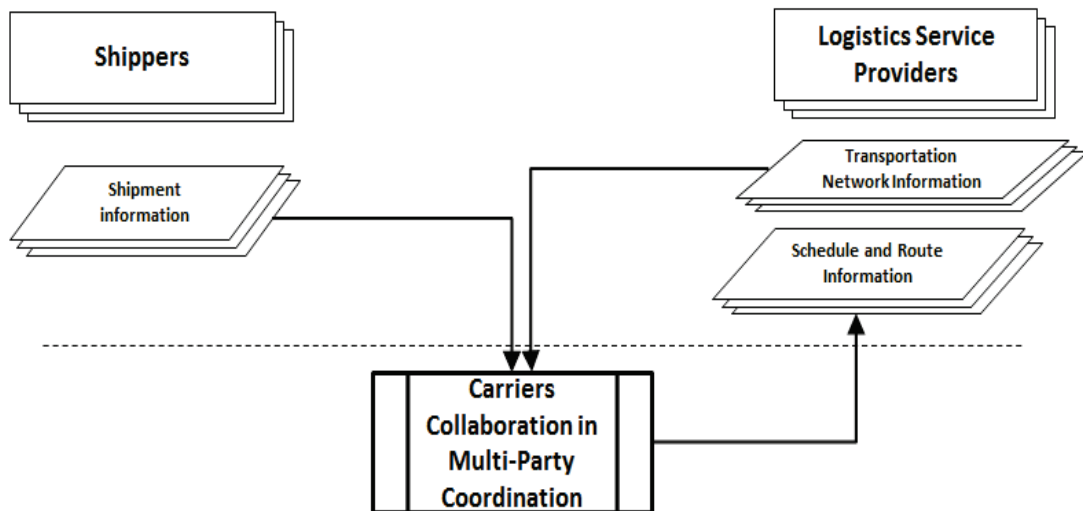 Shippers
Logistics Service
Providers
Shipment
information
Transportation
Network Information
Schedule and Route
Information
Carriers
Collaboration in
Multi-Party
Coordination